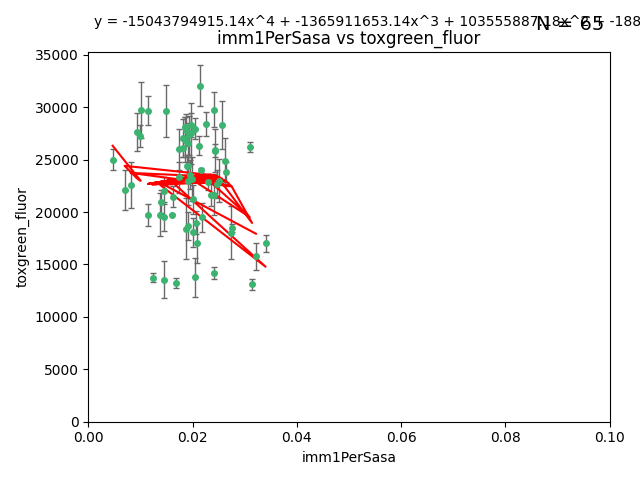 y = -15043794915.14x^4 + -1365911653.14x^3 + 103555887
N = 65
imm1PerSasa vs toxgreen_fluor
35000
30000
25000
20000
15000
10000
5000
0
toxgreen_fluor
0.00 0.02 0.04 0.06 0.08 0.10
imm1PerSasa